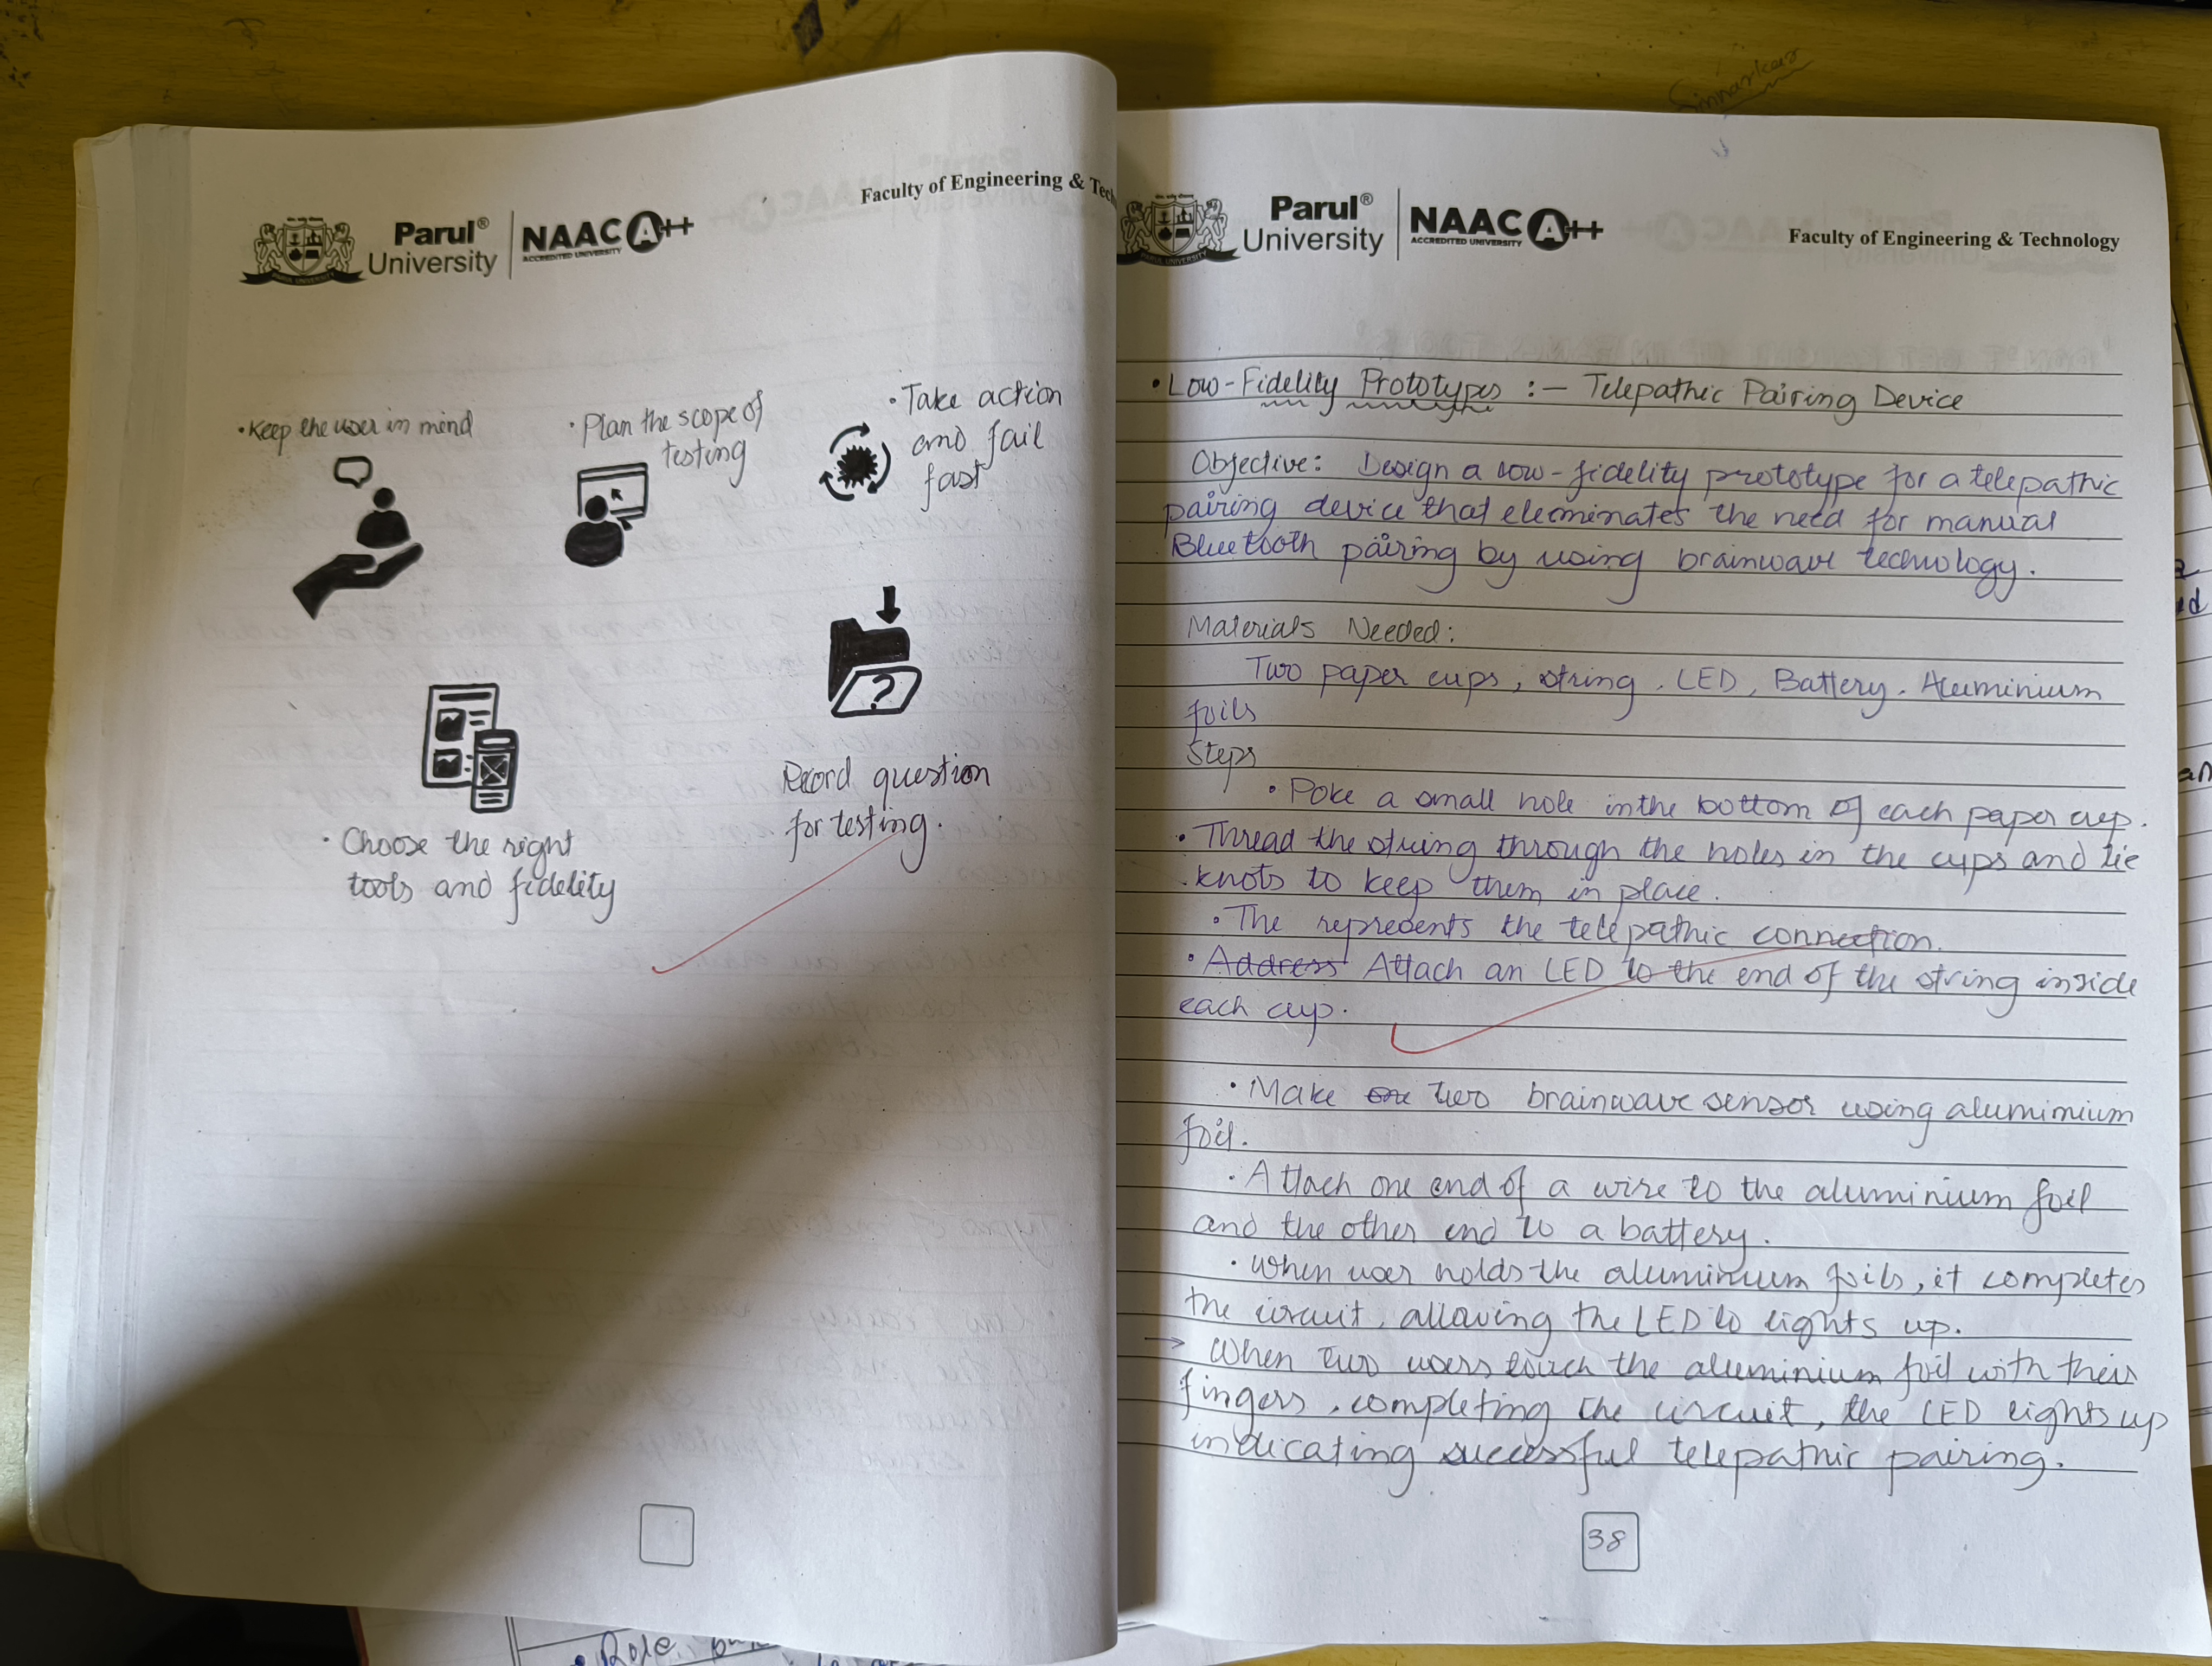 Parul®
University
NAAC A++
ACCREDITED UNIVERSITY
Faculty of Engineering & Tech
• Keep the user in mind
• Plan the scope of
testing
• Take action
and fail
fast
?
• Choose the right
tools and fidelity
Record question
for testing.
Parul®
University
NAAC A++
ACCREDITED UNIVERSITY
Faculty of Engineering & Technology
• Low-Fidelity Prototypes :- Telepathic Pairing Device
Objective: Design a low-fidelity prototype for a telepathic
pairing device that eleminates the need for manual
Bluetooth pairing by using brainwave technology.
Materials Needed:
Two paper cups, string, LED, Battery, Aluminium
foils
Steps
• Poke a small hole in the bottom of each paper cup.
• Thread the string through the holes in the cups and tie
knots to keep them in place.
• The represents the telepathic connection.
• Address Attach an LED to the end of the string inside
each cup.
• Make one two brainwave sensor using alumimium
foil.
• Attach one end of a wire to the aluminium foil
and the other end to a battery.
• When user holds the aluminium foils, it completes
the circuit, allowing the LED to lights up.
→ When two users touch the aluminium foil with their
fingers, completing the circuit, the LED lights up
indicating successful telepathic pairing.
38
Sinnarkar
• Role